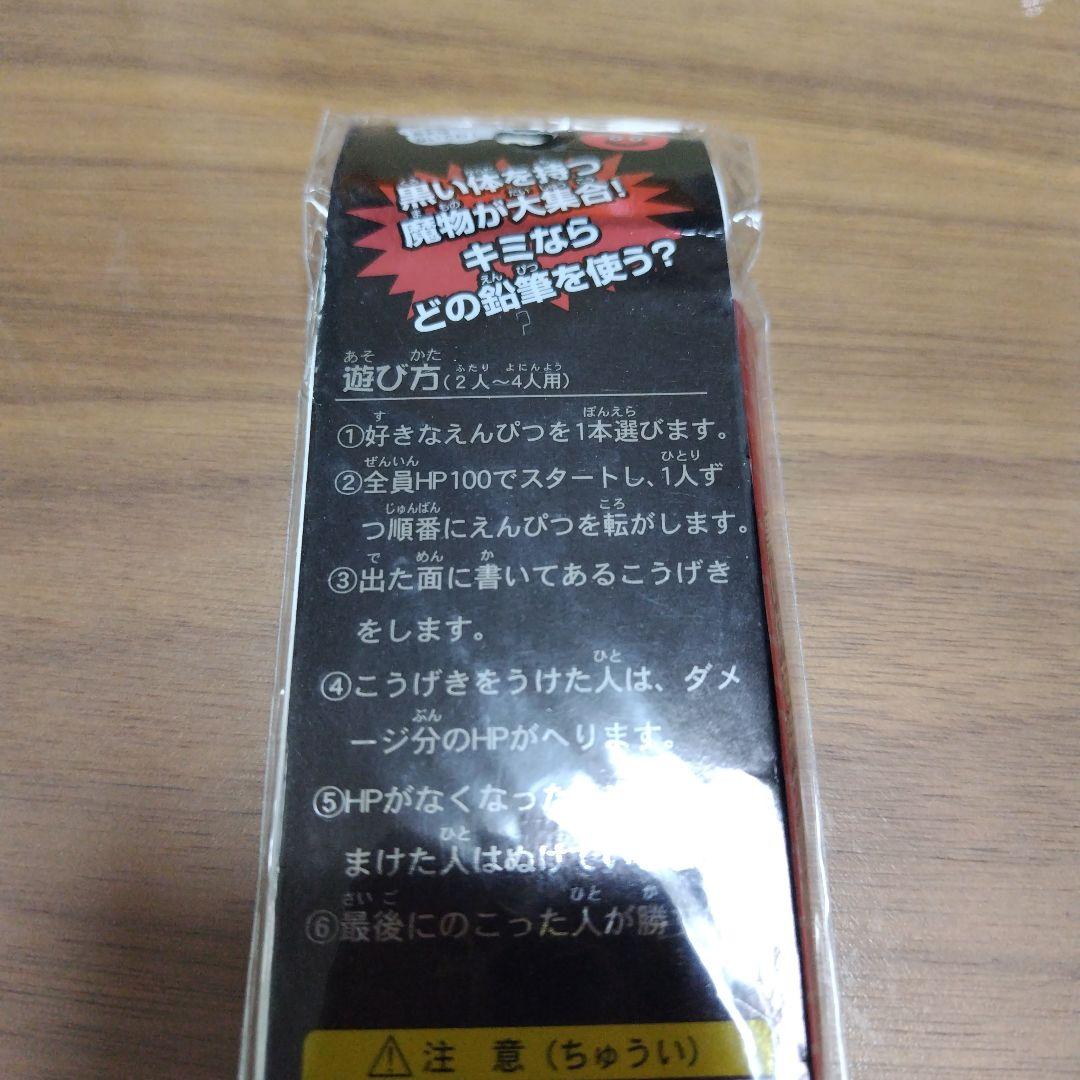 黒い体を持つ
魔物が大集合!
キミなら
どの鉛筆を使う?
遊び方(2人〜4人用)
①好きなえんぴつを1本選びます。
②全員HP100でスタートし、1人ず
つ順番にえんぴつを転がします。
③出た面に書いてあるこうげき
をします。
④こうげきをうけた人は、ダメ
ージ分のHPがへります。
⑤HPがなくなった
まけた人はぬけて
⑥最後にのこった人が勝
⚠注意(ちゅうい)